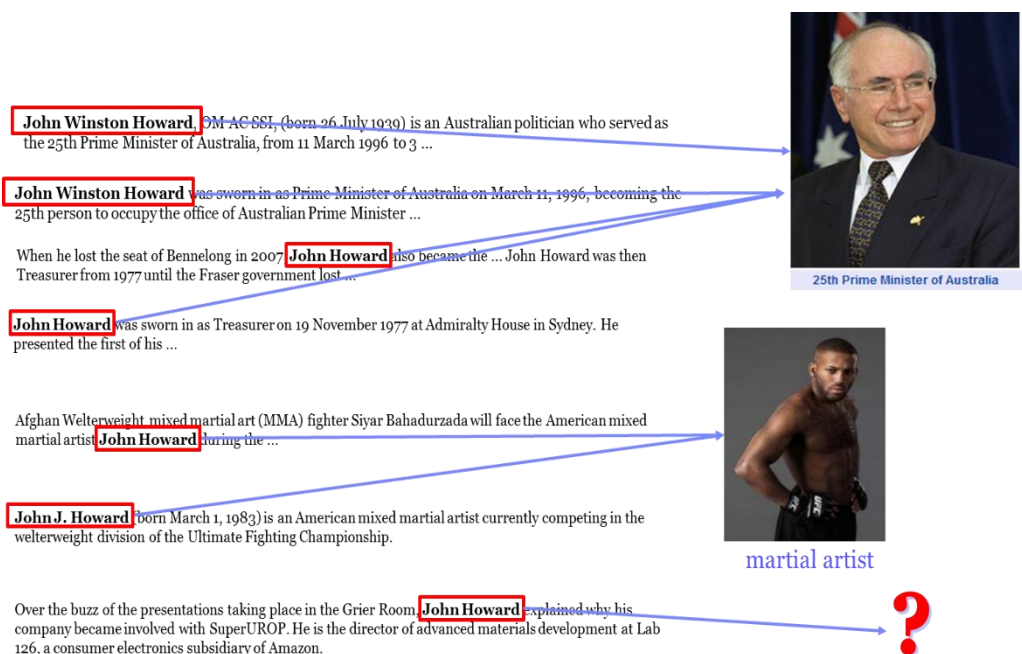 John Winston Howard, OM AC SSI, (born 26 July 1939) is an Australian politician who served as
the 25th Prime Minister of Australia, from 11 March 1996 to 3 ...
John Winston Howard was sworn in as Prime Minister of Australia on March 11, 1996, becoming the
25th person to occupy the office of Australian Prime Minister ...
When he lost the seat of Bennelong in 2007 John Howard also became the ... John Howard was then
Treasurer from 1977 until the Fraser government lost ...
25th Prime Minister of Australia
John Howard was sworn in as Treasurer on 19 November 1977 at Admiralty House in Sydney. He
presented the first of his ...
Afghan Welterweight mixed martial art (MMA) fighter Siyar Bahadurzada will face the American mixed
martial artist John Howard during the ...
UFC
John J. Howard (born March 1, 1983) is an American mixed martial artist currently competing in the
welterweight division of the Ultimate Fighting Championship.
martial artist
Over the buzz of the presentations taking place in the Grier Room, John Howard explained why his
company became involved with SuperUROP. He is the director of advanced materials development at Lab
126, a consumer electronics subsidiary of Amazon.
?